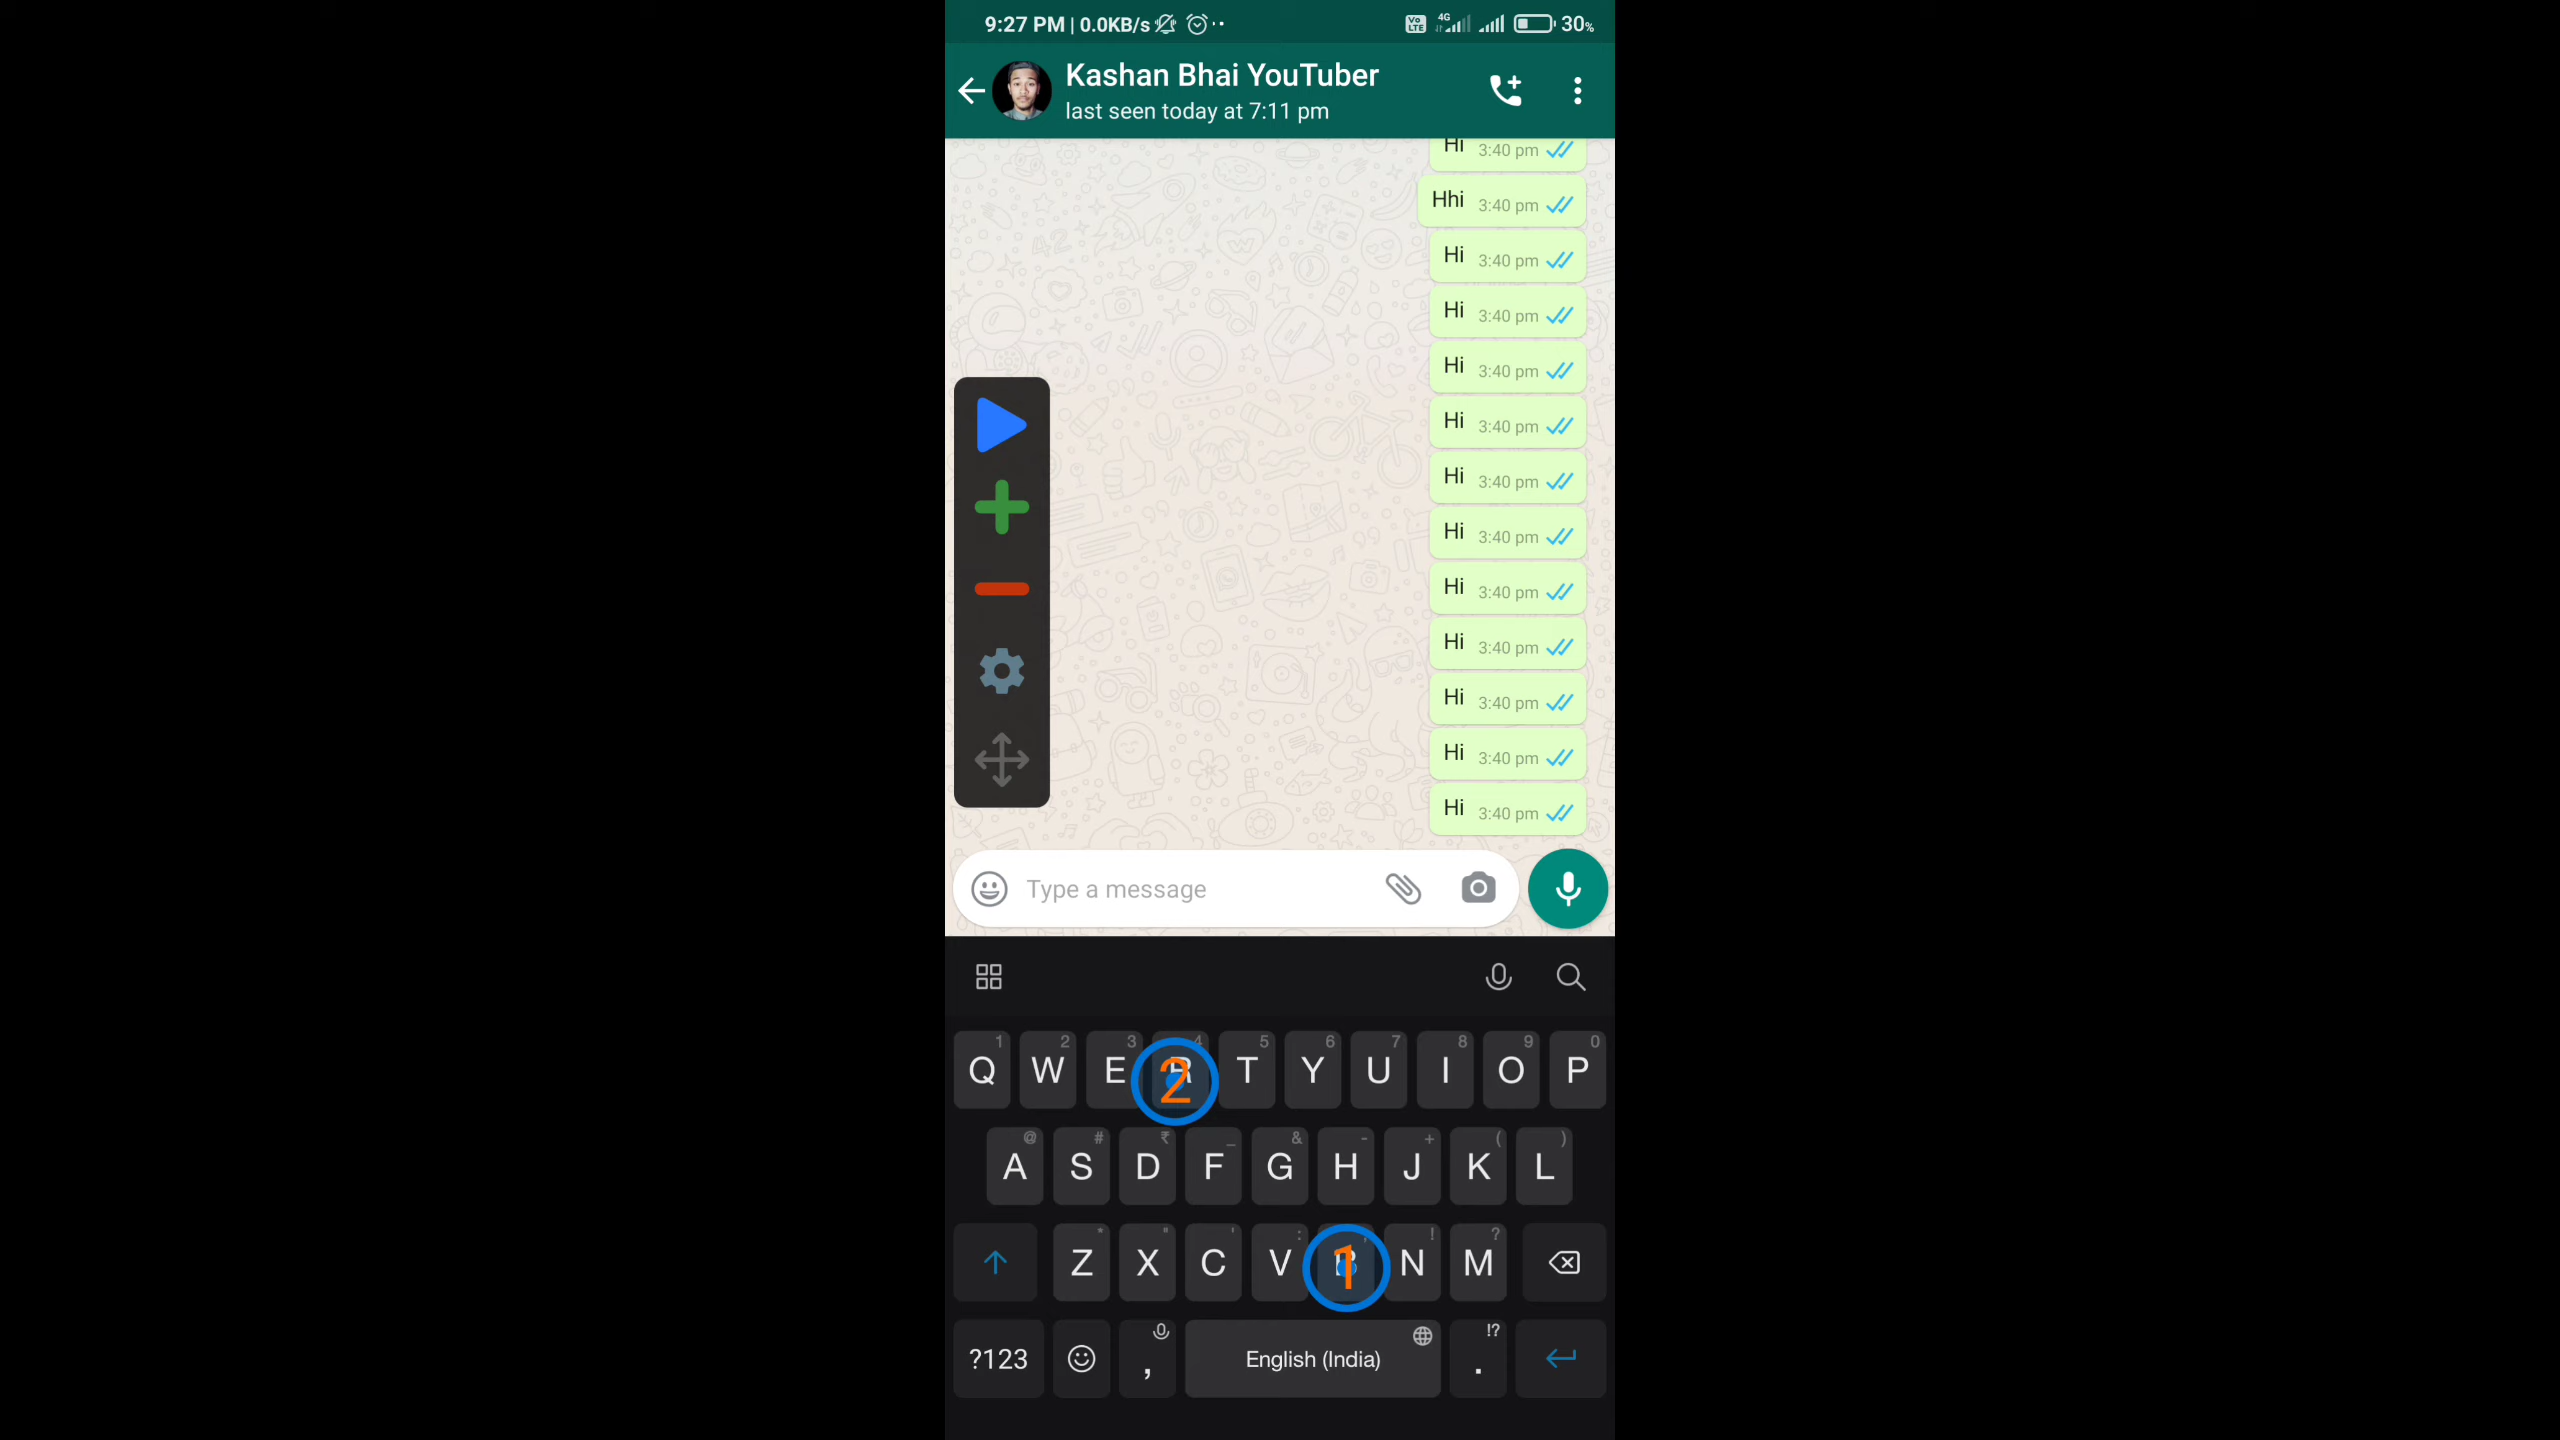 9:27 PM | 0.0KB/s
Vo LTE 4G 30%
Kashan Bhai YouTuber
last seen today at 7:11 pm
Hi 3:40 pm
Hhi 3:40 pm
Hi 3:40 pm
Hi 3:40 pm
Hi 3:40 pm
Hi 3:40 pm
Hi 3:40 pm
Hi 3:40 pm
Hi 3:40 pm
Hi 3:40 pm
Hi 3:40 pm
Hi 3:40 pm
Hi 3:40 pm
Type a message
1 2 3 4 5 6 7 8 9 0
Q W E R 2 T Y U I O P
@ # ₹ _ & - + ( )
A S D F G H J K L
* " ' : ; ! ?
Z X C V B 1 N M
!?
?123 , English (India) .